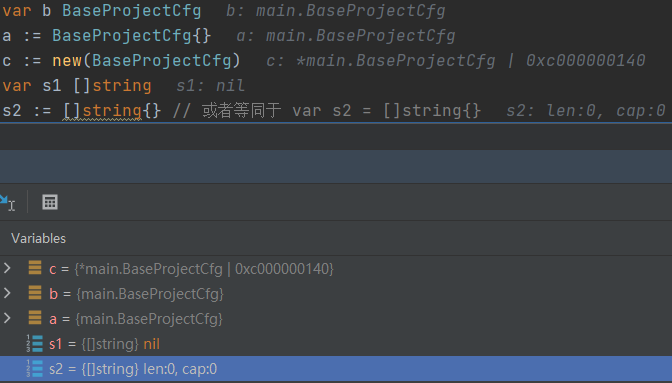 var b BaseProjectCfg b: main.BaseProjectCfg
a := BaseProjectCfg{} a: main.BaseProjectCfg
c := new(BaseProjectCfg) c: *main.BaseProjectCfg | 0xc000000140
var s1 []string s1: nil
s2 := []string{} // 或者等同于 var s2 = []string{} s2: len:0, cap:0
Variables
c = {*main.BaseProjectCfg | 0xc000000140}
b = {main.BaseProjectCfg}
a = {main.BaseProjectCfg}
s1 = {[]string} nil
s2 = {[]string} len:0, cap:0